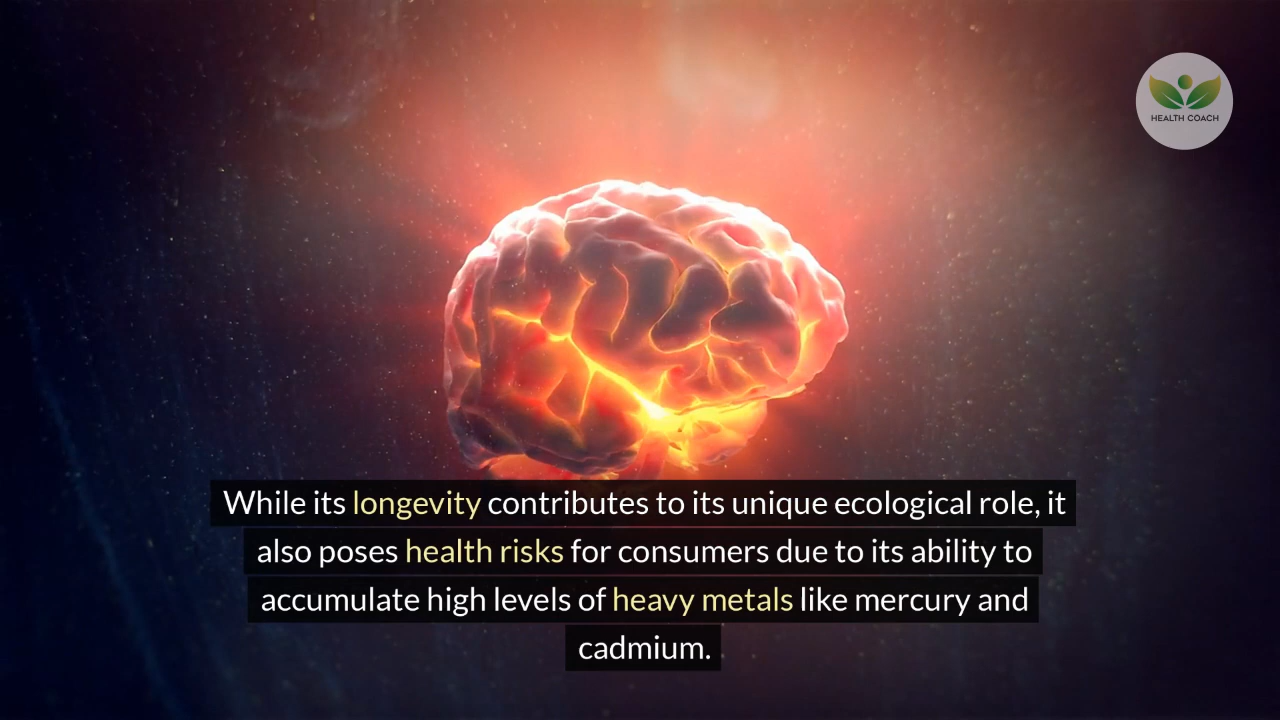 HEALTH COACH
While its longevity contributes to its unique ecological role, it
also poses health risks for consumers due to its ability to
accumulate high levels of heavy metals like mercury and
cadmium.